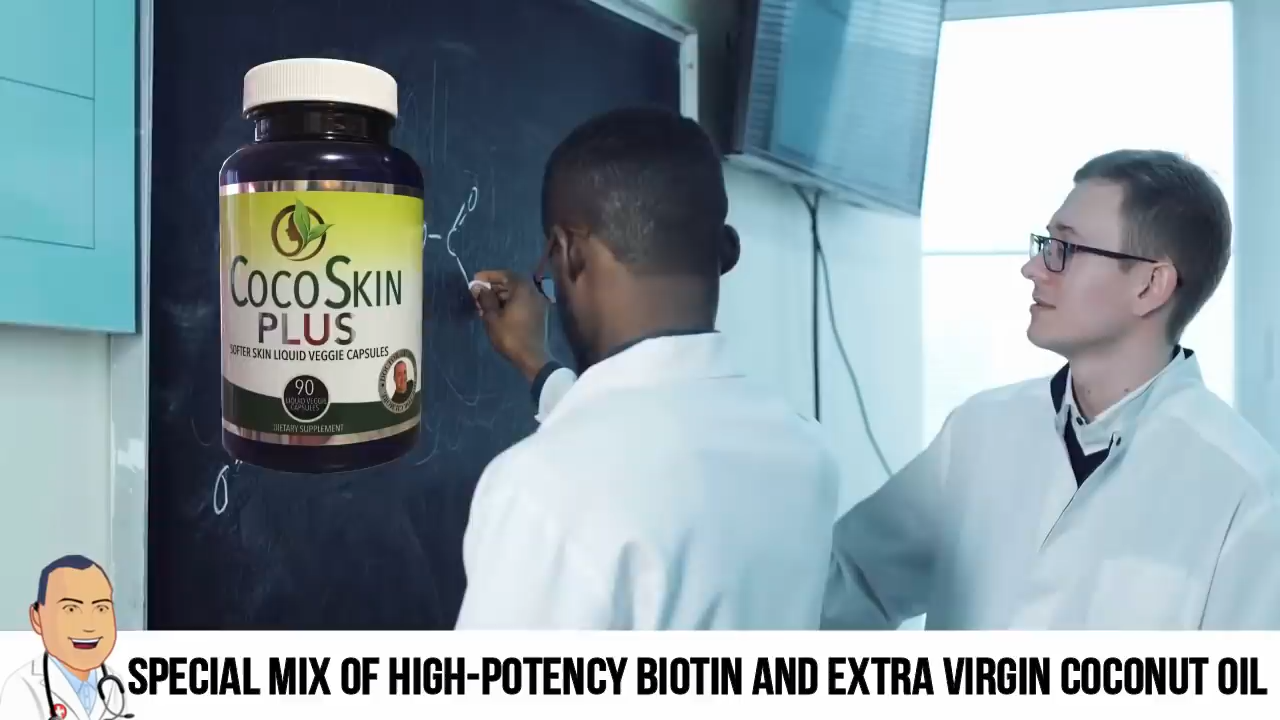 COCOSKIN
PLUS
SOFTER SKIN LIQUID VEGGIE CAPSULES
90
LIQUID VEGGIE
CAPSULES
DIETARY SUPPLEMENT
SPECIAL MIX OF HIGH-POTENCY BIOTIN AND EXTRA VIRGIN COCONUT OIL